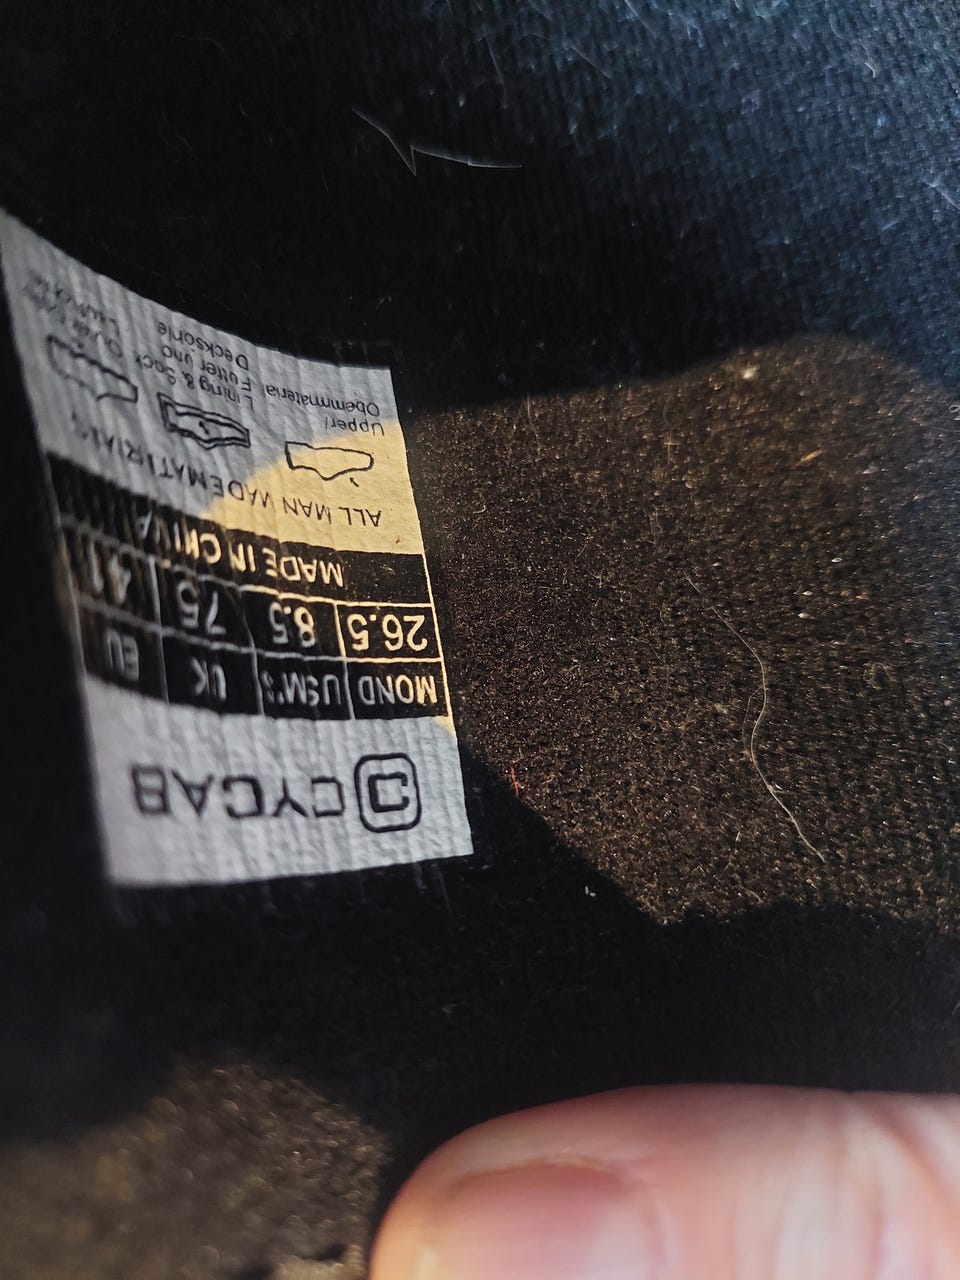 CYCAB
MOND US M'S UK EU
26.5 8.5 7.5 41
MADE IN CHINA
ALL MAN MADE MATERIALS
Upper/
Obermmaterial
Lining & Sock
Futter und
Decksohle